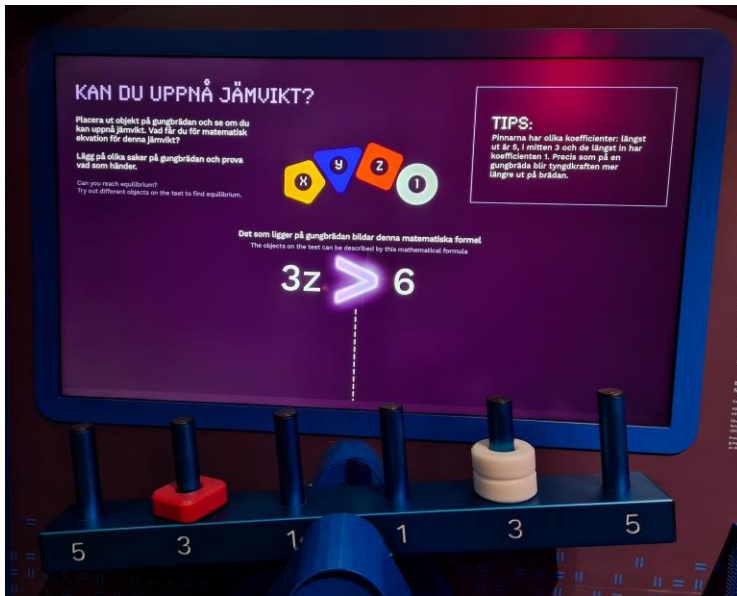 KAN DU UPPNÅ JÄMVIKT?
Placera ut objekt på gungbrädan och se om du
kan uppnå jämvikt. Vad får du för matematisk
ekvation för denna jämvikt?
Lägg på olika saker på gungbrädan och prova
vad som händer.
Can you reach equilibrium?
Try out different objects on the teet to find equilibrium.
TIPS:
Pinnarna har olika koefficienter: längst
ut är 5, i mitten 3 och de längst in har
koefficienten 1. Precis som på en
gungbräda blir tyngdkraften mer
längre ut på brädan.
X
y
z
1
Det som ligger på gungbrädan bildar denna matematiska formel
The objects on the teet can be described by this mathematical formula
3z > 6
5 3 1 1 3 5